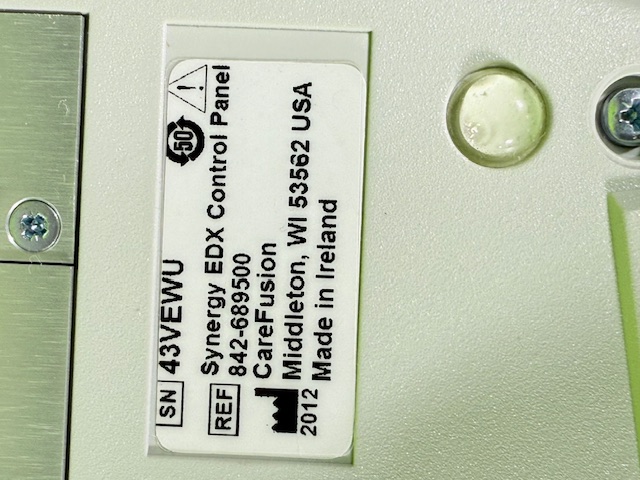 SN 43VEWU
50
REF Synergy EDX Control Panel
842-689500
CareFusion
Middleton, WI 53562 USA
2012 Made in Ireland